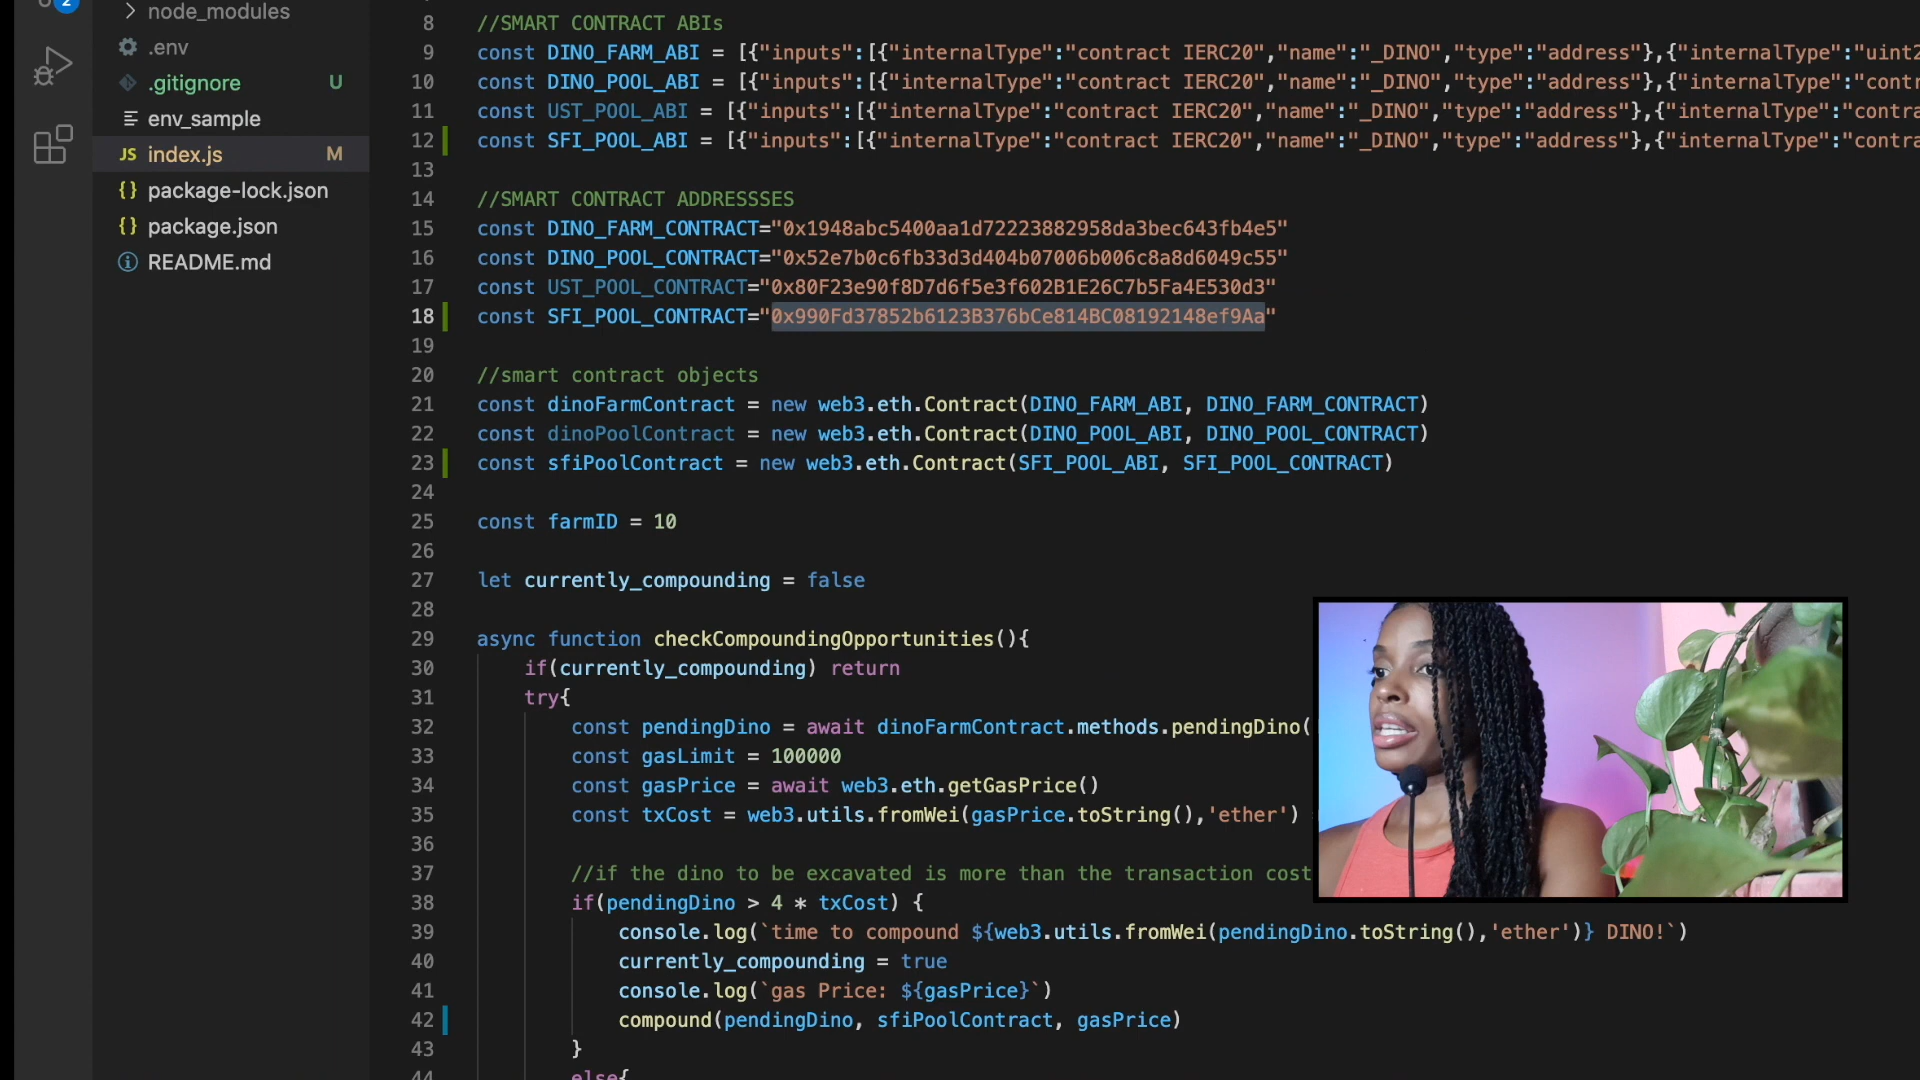 2
node_modules
.env
.gitignore U
env_sample
JS index.js M
{} package-lock.json
{} package.json
README.md
8 //SMART CONTRACT ABIs
9 const DINO_FARM_ABI = [{"inputs":[{"internalType":"contract IERC20","name":"_DINO","type":"address"},{"internalType":"uint2
10 const DINO_POOL_ABI = [{"inputs":[{"internalType":"contract IERC20","name":"_DINO","type":"address"},{"internalType":"contr
11 const UST_POOL_ABI = [{"inputs":[{"internalType":"contract IERC20","name":"_DINO","type":"address"},{"internalType":"contra
12 const SFI_POOL_ABI = [{"inputs":[{"internalType":"contract IERC20","name":"_DINO","type":"address"},{"internalType":"contra
13
14 //SMART CONTRACT ADDRESSSES
15 const DINO_FARM_CONTRACT="0x1948abc5400aa1d72223882958da3bec643fb4e5"
16 const DINO_POOL_CONTRACT="0x52e7b0c6fb33d3d404b07006b006c8a8d6049c55"
17 const UST_POOL_CONTRACT="0x80F23e90f8D7d6f5e3f602B1E26C7b5Fa4E530d3"
18 const SFI_POOL_CONTRACT="0x990Fd37852b6123B376bCe814BC08192148ef9Aa"
19
20 //smart contract objects
21 const dinoFarmContract = new web3.eth.Contract(DINO_FARM_ABI, DINO_FARM_CONTRACT)
22 const dinoPoolContract = new web3.eth.Contract(DINO_POOL_ABI, DINO_POOL_CONTRACT)
23 const sfiPoolContract = new web3.eth.Contract(SFI_POOL_ABI, SFI_POOL_CONTRACT)
24
25 const farmID = 10
26
27 let currently_compounding = false
28
29 async function checkCompoundingOpportunities(){
30 if(currently_compounding) return
31 try{
32 const pendingDino = await dinoFarmContract.methods.pendingDino(
33 const gasLimit = 100000
34 const gasPrice = await web3.eth.getGasPrice()
35 const txCost = web3.utils.fromWei(gasPrice.toString(),'ether')
36
37 //if the dino to be excavated is more than the transaction cost
38 if(pendingDino > 4 * txCost) {
39 console.log(`time to compound ${web3.utils.fromWei(pendingDino.toString(),'ether')} DINO!`)
40 currently_compounding = true
41 console.log(`gas Price: ${gasPrice}`)
42 compound(pendingDino, sfiPoolContract, gasPrice)
43 }
44 else{